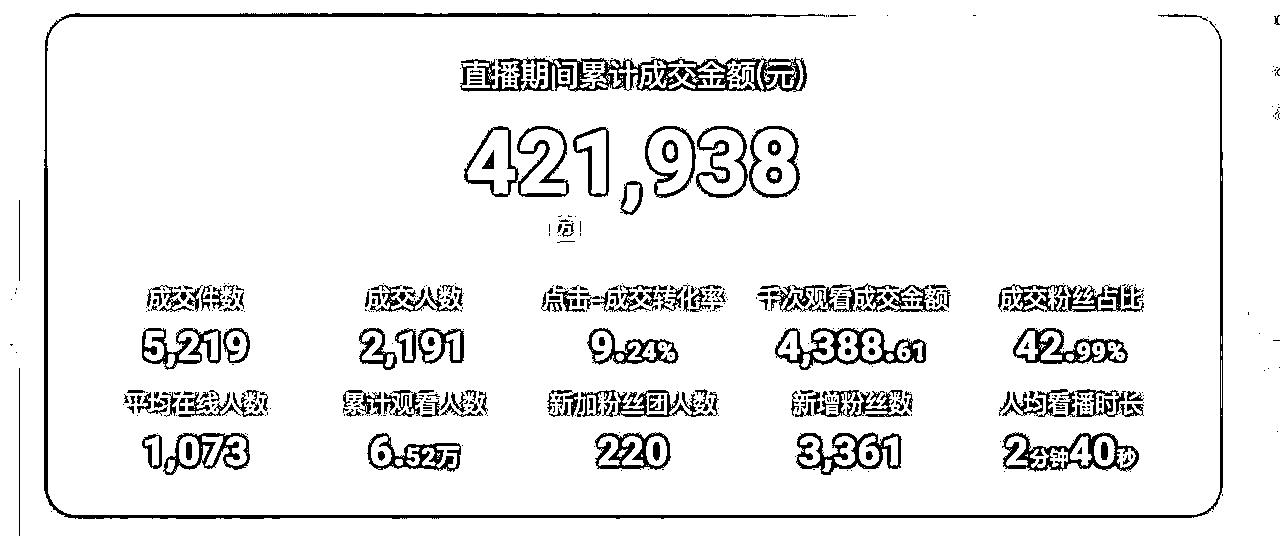 直播期间累计成交金额(元)
421,938
万
成交件数 成交人数 点击-成交转化率 千次观看成交金额 成交粉丝占比
5,219 2,191 9.24% 4,388.61 42.99%
平均在线人数 累计观看人数 新加粉丝团人数 新增粉丝数 人均看播时长
1,073 6.52万 220 3,361 2分钟40秒